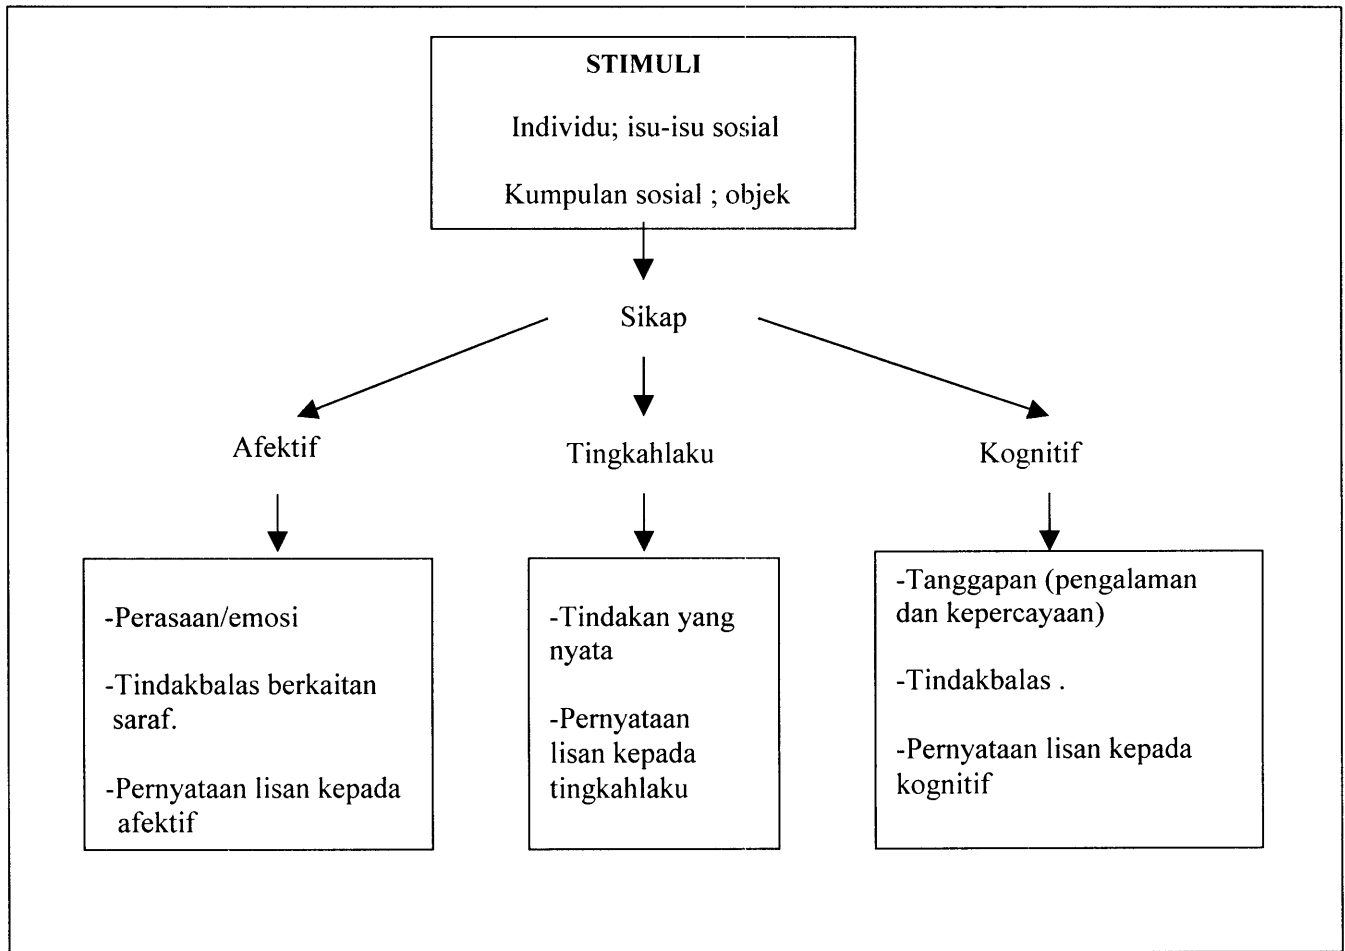 STIMULI
Individu; isu-isu sosial
Kumpulan sosial ; objek
Sikap
Afektif
Tingkahlaku
Kognitif
-Perasaan/emosi
-Tindakbalas berkaitan
saraf.
-Pernyataan lisan kepada
afektif
-Tindakan yang
nyata
-Pernyataan
lisan kepada
tingkahlaku
-Tanggapan (pengalaman
dan kepercayaan)
-Tindakbalas .
-Pernyataan lisan kepada
kognitif